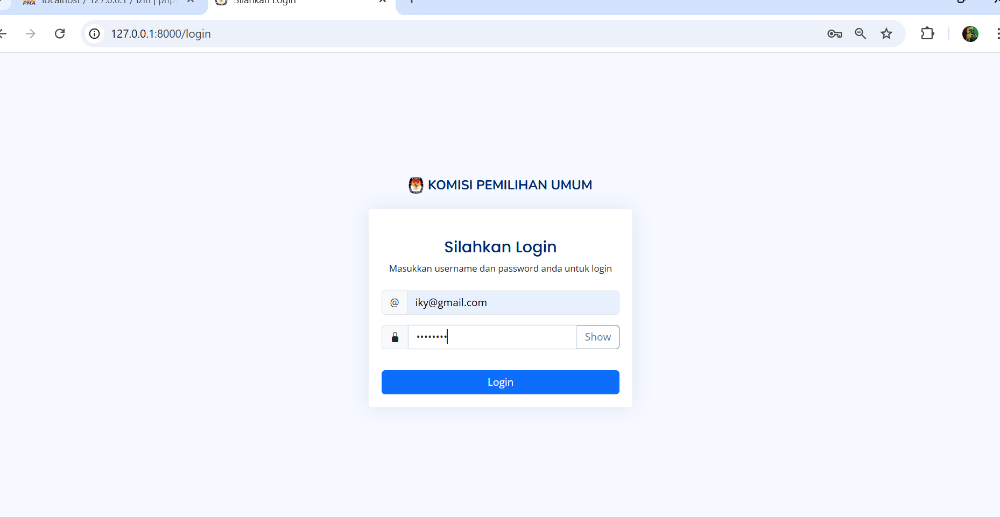 localhost / 127.0.0.1 / izin | php
Silahkan Login
127.0.0.1:8000/login
KOMISI PEMILIHAN UMUM
Silahkan Login
Masukkan username dan password anda untuk login
@ iky@gmail.com
•••••••• Show
Login